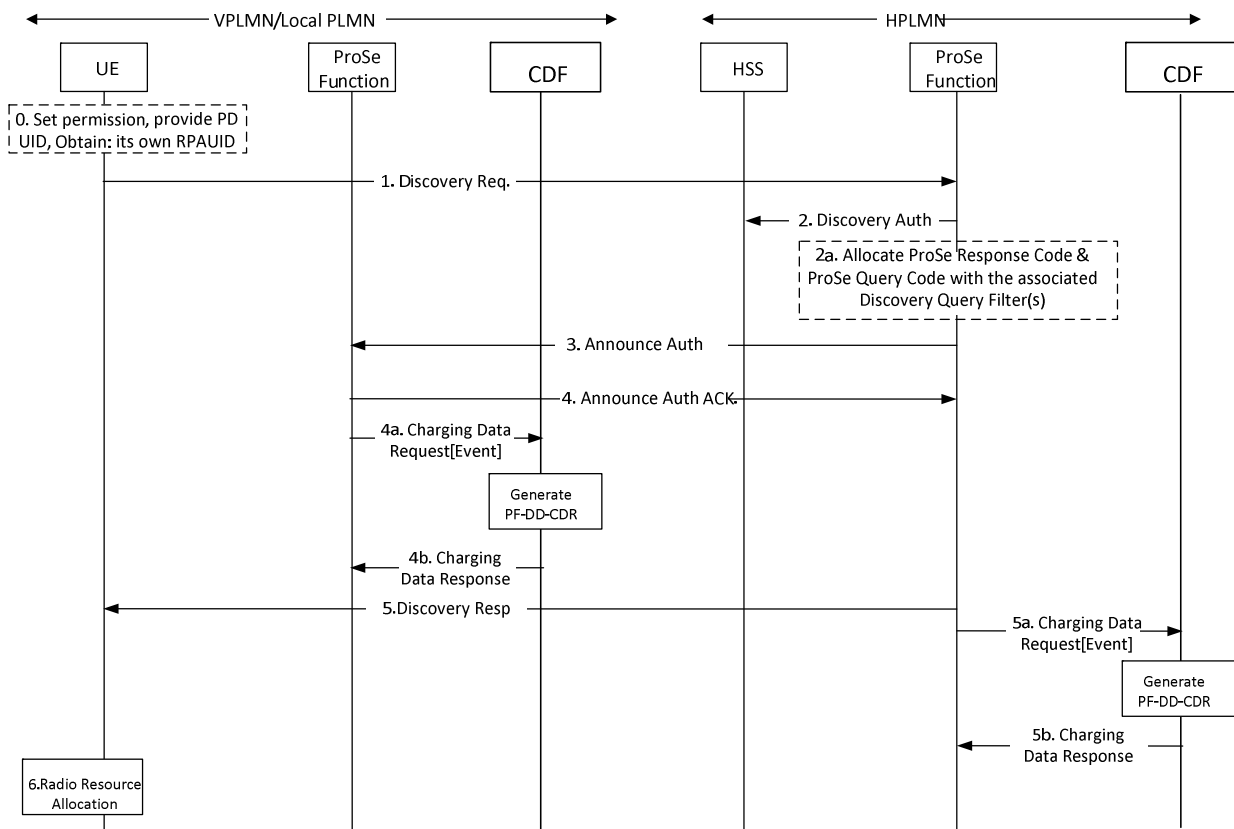 VPLMN/Local PLMN
HPLMN
UE
ProSe
Function
CDF
HSS
ProSe
Function
CDF
0. Set permission, provide PD
UID, Obtain: its own RPAUID
1. Discovery Req.
2. Discovery Auth
2a. Allocate ProSe Response Code &
ProSe Query Code with the associated
Discovery Query Filter(s)
3. Announce Auth
4. Announce Auth ACK.
4a. Charging Data
Request[Event]
Generate
PF-DD-CDR
4b. Charging
Data Response
5.Discovery Resp
5a. Charging Data
Request[Event]
Generate
PF-DD-CDR
5b. Charging
Data Response
6.Radio Resource
Allocation